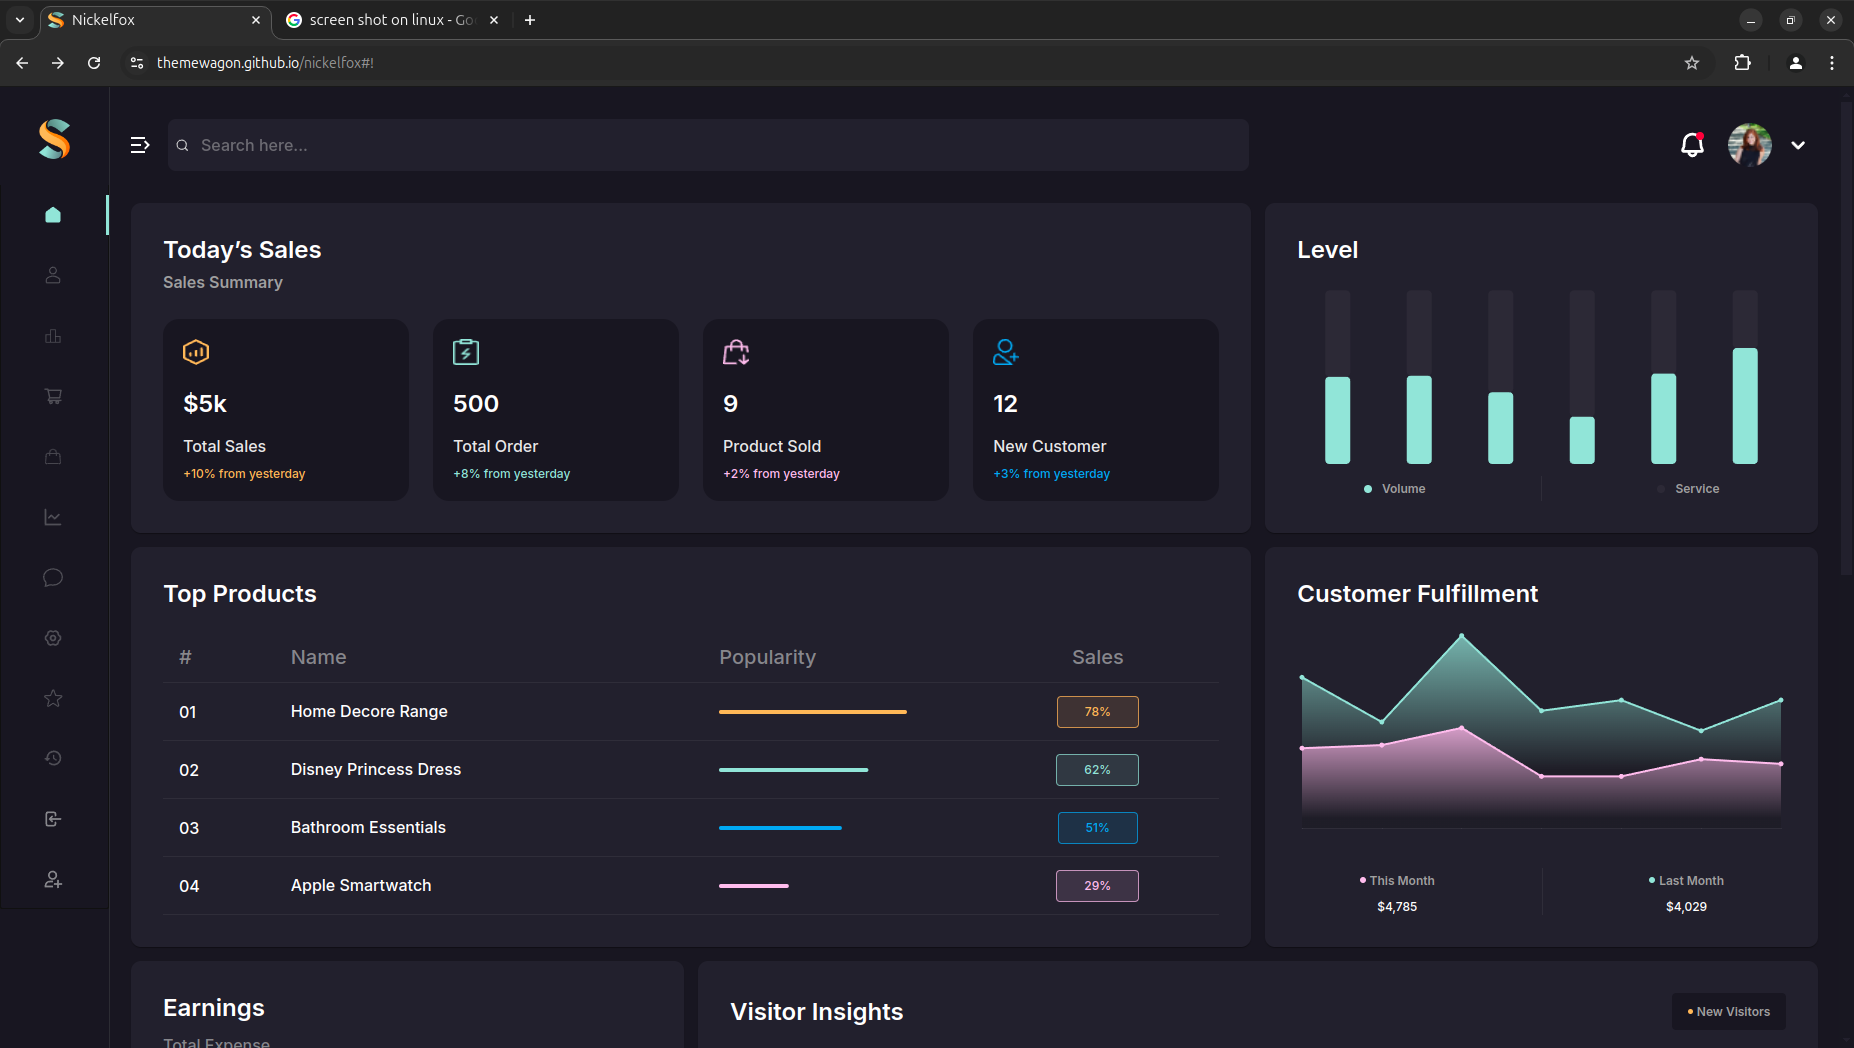 Nickelfox
screen shot on linux - Go
themewagon.github.io/nickelfox#!
Search here...
Today’s Sales
Sales Summary
$5k
Total Sales
+10% from yesterday
500
Total Order
+8% from yesterday
9
Product Sold
+2% from yesterday
12
New Customer
+3% from yesterday
Level
Volume
Service
Top Products
# Name Popularity Sales
01 Home Decore Range 78%
02 Disney Princess Dress 62%
03 Bathroom Essentials 51%
04 Apple Smartwatch 29%
Customer Fulfillment
This Month
$4,785
Last Month
$4,029
Earnings
Total Expense
Visitor Insights
New Visitors